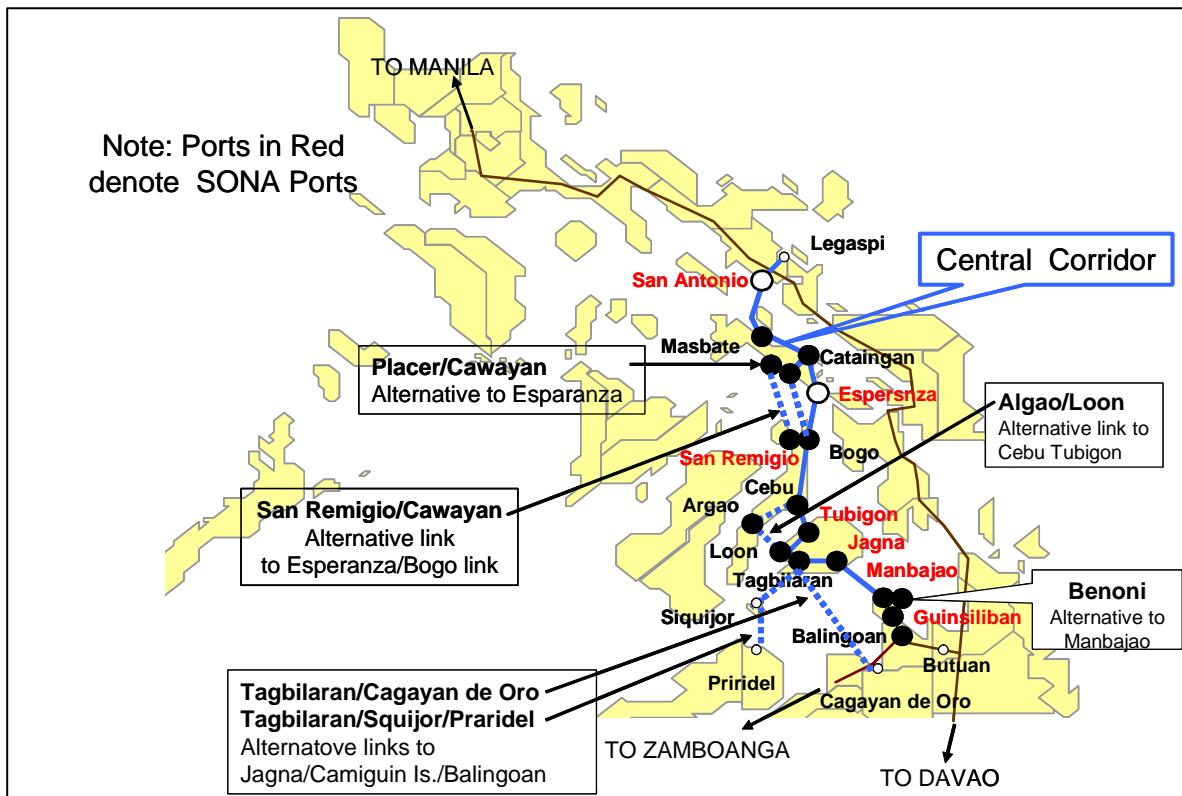 TO MANILA
Note: Ports in Red
denote SONA Ports
Legaspi
San Antonio
Central Corridor
Masbate
Cataingan
Placer/Cawayan
Alternative to Esparanza
Espersnza
Algao/Loon
Alternative link to
Cebu Tubigon
San Remigio
Bogo
San Remigio/Cawayan
Alternative link
to Esperanza/Bogo link
Cebu
Argao
Tubigon
Loon
Jagna
Tagbilaran
Manbajao
Benoni
Alternative to
Manbajao
Siquijor
Guinsiliban
Balingoan
Butuan
Priridel
Cagayan de Oro
Tagbilaran/Cagayan de Oro
Tagbilaran/Squijor/Praridel
Alternatove links to
Jagna/Camiguin Is./Balingoan
TO ZAMBOANGA
TO DAVAO